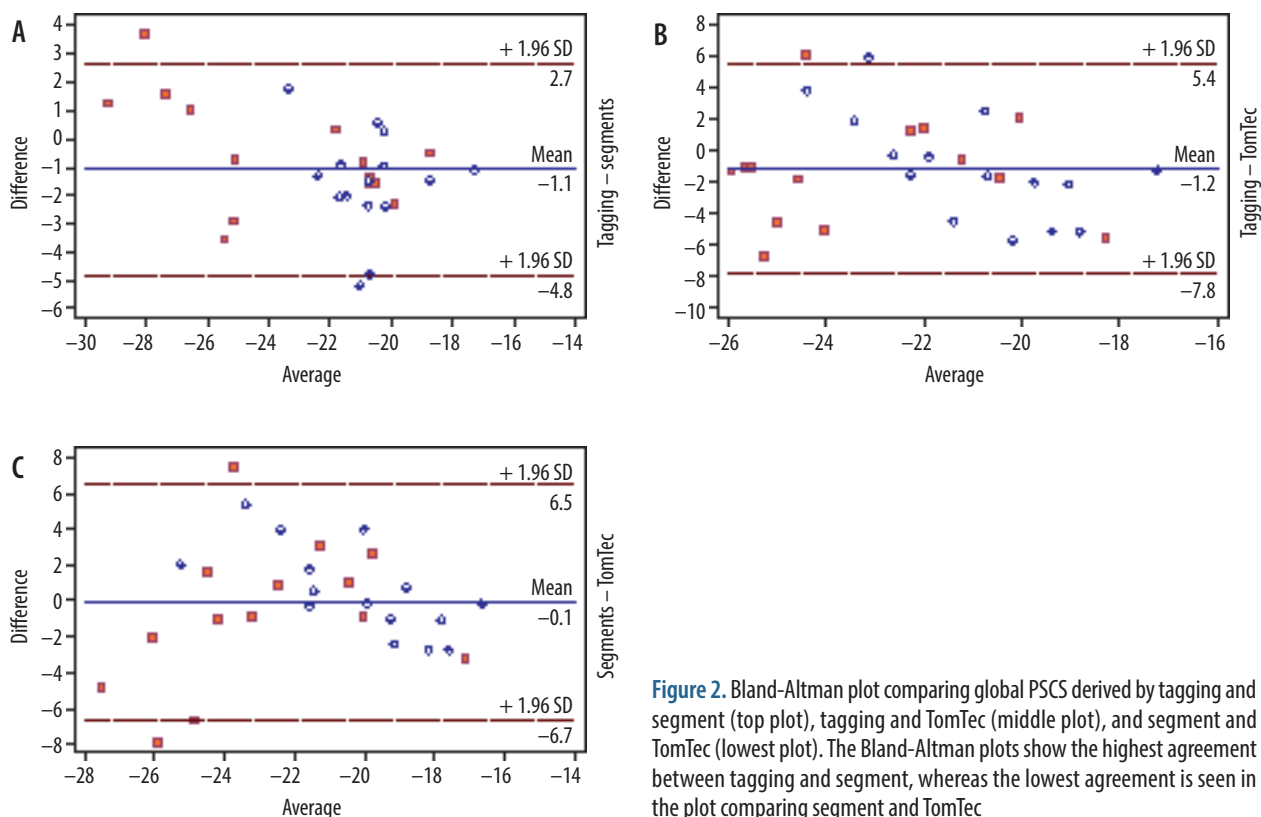 A
4
3
2
1
0
−1
−2
−3
−4
−5
−6
Difference
+ 1.96 SD
2.7
Mean
−1.1
+ 1.96 SD
−4.8
Tagging – segments
−30 −28 −26 −24 −22 −20 −18 −16 −14
Average
B
8
6
4
2
0
−2
−4
−6
−8
−10
Difference
+ 1.96 SD
5.4
Mean
−1.2
+ 1.96 SD
−7.8
Tagging – TomTec
−26 −24 −22 −20 −18 −16
Average
C
8
6
4
2
0
−2
−4
−6
−8
Difference
+ 1.96 SD
6.5
Mean
−0.1
+ 1.96 SD
−6.7
Segments – TomTec
−28 −26 −24 −22 −20 −18 −16 −14
Average
Figure 2. Bland-Altman plot comparing global PSCS derived by tagging and
segment (top plot), tagging and TomTec (middle plot), and segment and
TomTec (lowest plot). The Bland-Altman plots show the highest agreement
between tagging and segment, whereas the lowest agreement is seen in
the plot comparing segment and TomTec